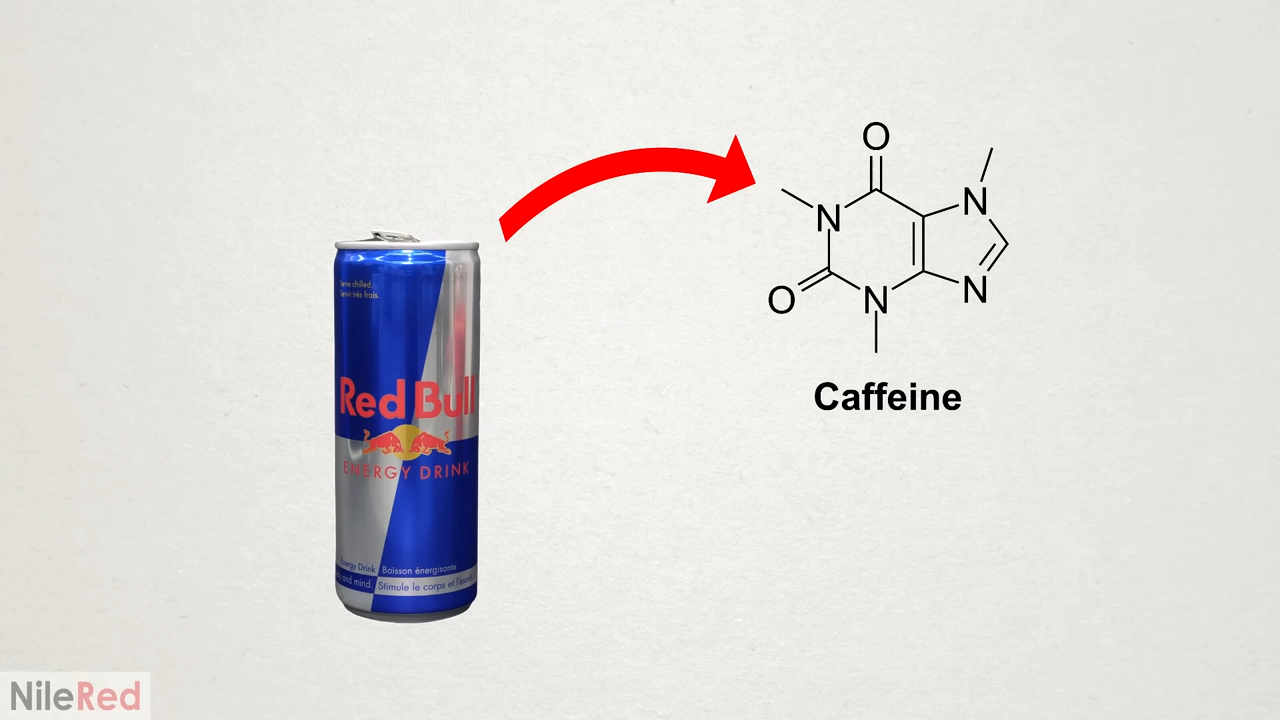 Serve chilled.
Servir très frais.
Red Bull
ENERGY DRINK
Energy Drink
Boisson énergisante
and mind.
Stimule le corps et
O
N
N
O
N
N
Caffeine
NileRed